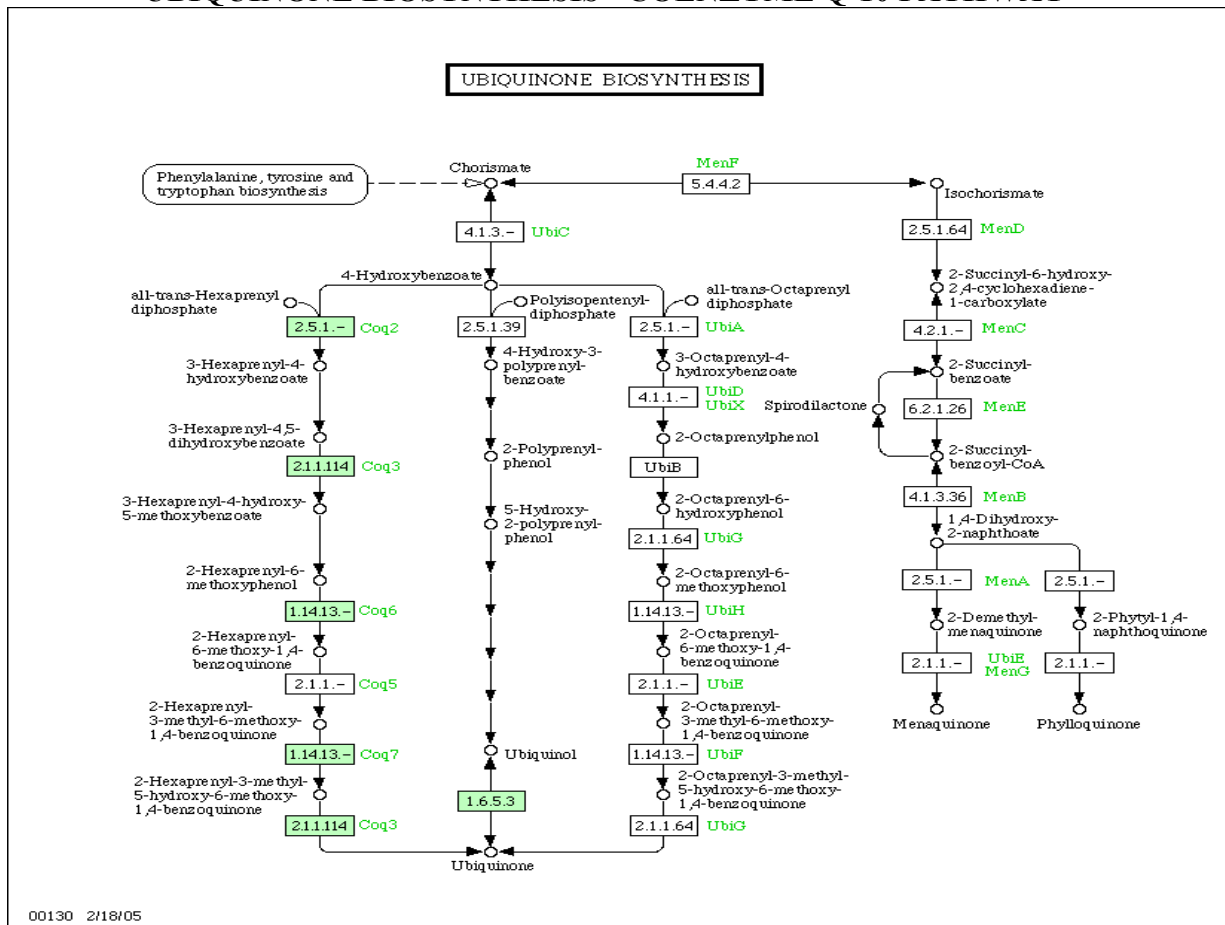 UBIQUINONE BIOSYNTHESIS - COENZYME Q 10 PATHWAY
UBIQUINONE BIOSYNTHESIS
Phenylalanine, tyrosine and
tryptophan biosynthesis
Chorismate
MenF
5.4.4.2
Isochorismate
4.1.3.-
UbiC
2.5.1.64
MenD
4-Hydroxybenzoate
2-Succinyl-6-hydroxy-
2,4-cyclohexadiene-
1-carboxylate
all-trans-Hexaprenyl
diphosphate
Polyisopentenyl-
diphosphate
all-trans-Octaprenyl
diphosphate
2.5.1.-
Coq2
2.5.1.39
2.5.1.-
UbiA
4.2.1.-
MenC
3-Hexaprenyl-4-
hydroxybenzoate
4-Hydroxy-3-
polyprenyl-
benzoate
3-Octaprenyl-4-
hydroxybenzoate
2-Succinyl-
benzoate
4.1.1.-
UbiD
UbiX
Spirodilactone
6.2.1.26
MenE
3-Hexaprenyl-4,5-
dihydroxybenzoate
2-Polyprenyl-
phenol
2-Octaprenylphenol
2-Succinyl-
benzoyl-CoA
2.1.1.114
Coq3
UbiB
4.1.3.36
MenB
3-Hexaprenyl-4-hydroxy-
5-methoxybenzoate
5-Hydroxy-
2-polyprenyl-
phenol
2-Octaprenyl-6-
hydroxyphenol
1,4-Dihydroxy-
2-naphthoate
2.1.1.64
UbiG
2-Hexaprenyl-6-
methoxyphenol
2-Octaprenyl-6-
methoxyphenol
2.5.1.-
MenA
2.5.1.-
1.14.13.-
Coq6
1.14.13.-
UbiH
2-Demethyl-
menaquinone
2-Phytyl-1,4-
naphthoquinone
2-Hexaprenyl-
6-methoxy-1,4-
benzoquinone
2-Octaprenyl-
6-methoxy-1,4-
benzoquinone
2.1.1.-
UbiE
MenG
2.1.1.-
2.1.1.-
Coq5
2.1.1.-
UbiE
Menaquinone
Phylloquinone
2-Hexaprenyl-
3-methyl-6-methoxy-
1,4-benzoquinone
2-Octaprenyl-
3-methyl-6-methoxy-
1,4-benzoquinone
1.14.13.-
Coq7
Ubiquinol
1.14.13.-
UbiF
2-Hexaprenyl-3-methyl-
5-hydroxy-6-methoxy-
1,4-benzoquinone
2-Octaprenyl-3-methyl-
5-hydroxy-6-methoxy-
1,4-benzoquinone
1.6.5.3
2.1.1.114
Coq3
2.1.1.64
UbiG
Ubiquinone
00130 2/18/05